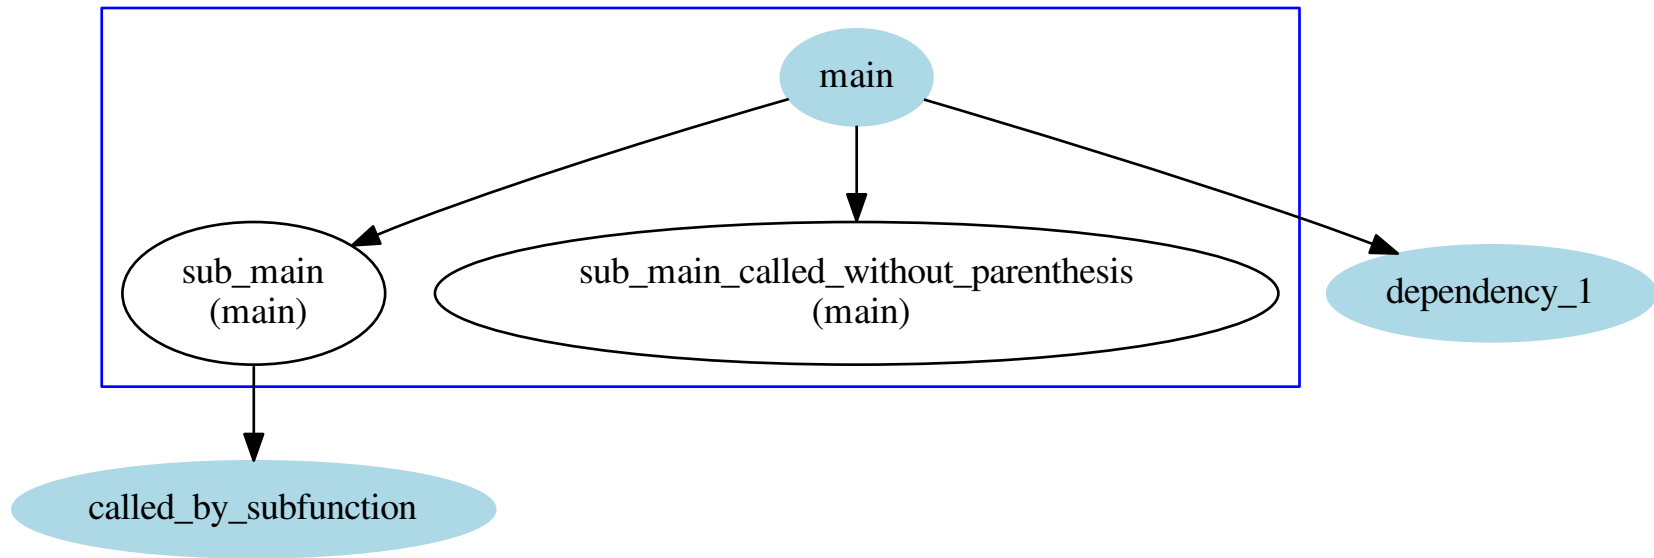 main
sub_main
(main)
sub_main_called_without_parenthesis
(main)
dependency_1
called_by_subfunction